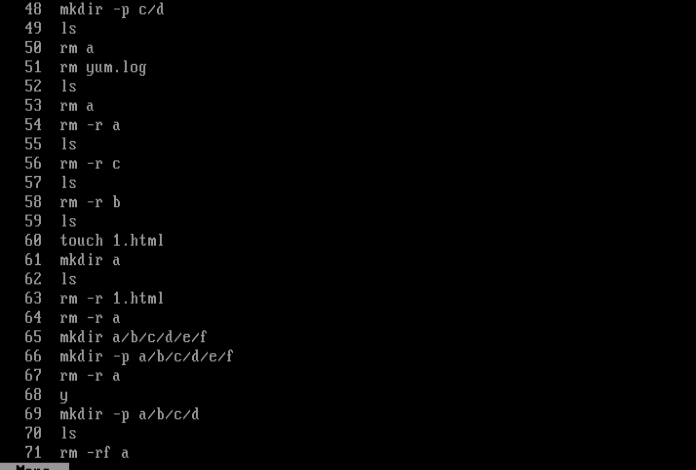 48 mkdir -p c/d
49 ls
50 rm a
51 rm yum.log
52 ls
53 rm a
54 rm -r a
55 ls
56 rm -r c
57 ls
58 rm -r b
59 ls
60 touch 1.html
61 mkdir a
62 ls
63 rm -r 1.html
64 rm -r a
65 mkdir a/b/c/d/e/f
66 mkdir -p a/b/c/d/e/f
67 rm -r a
68 y
69 mkdir -p a/b/c/d
70 ls
71 rm -rf a